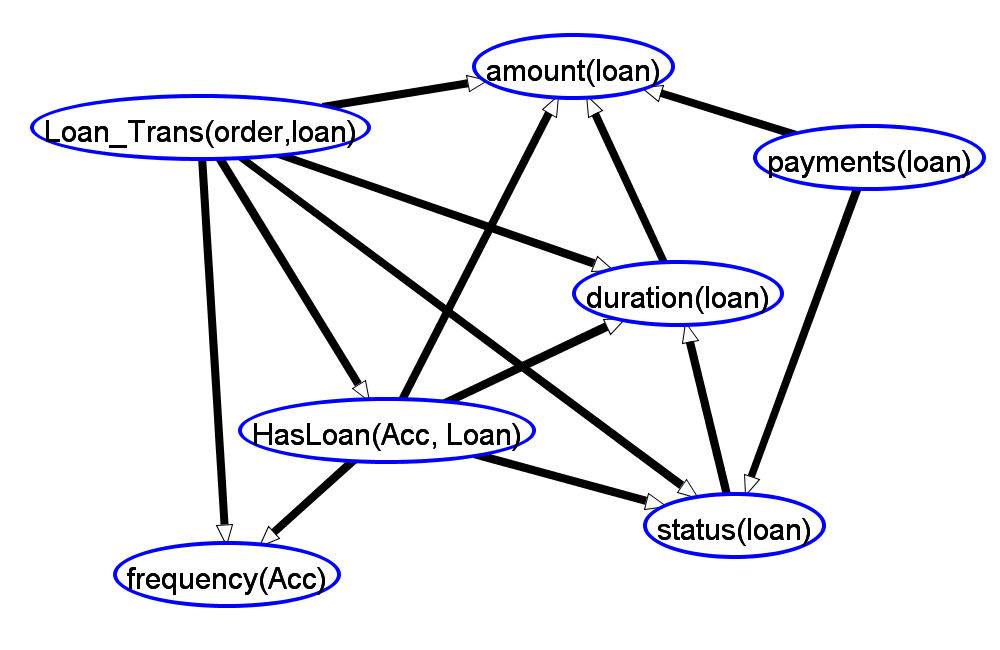 amount(loan)
Loan_Trans(order,loan)
payments(loan)
duration(loan)
HasLoan(Acc, Loan)
status(loan)
frequency(Acc)